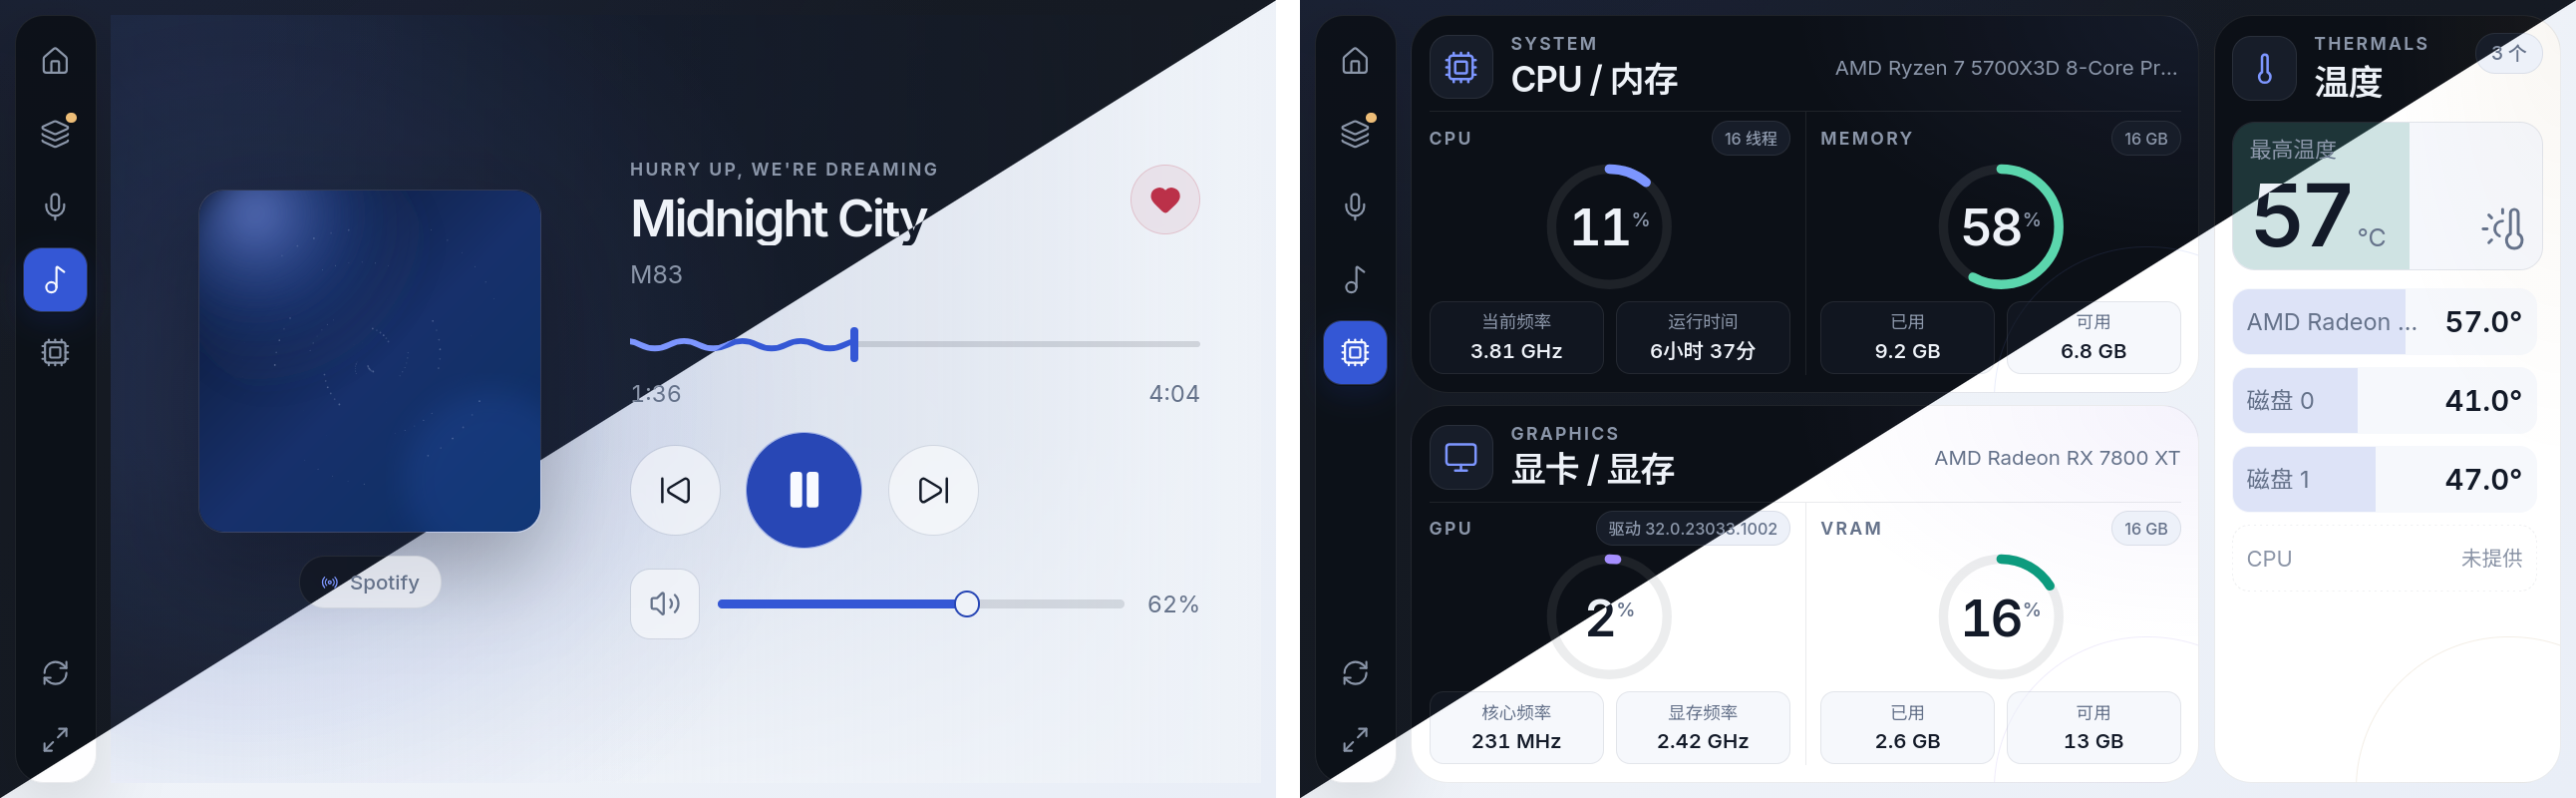 HURRY UP, WE'RE DREAMING
Midnight City
M83
1:36
4:04
Spotify
62%
SYSTEM
CPU / 内存
AMD Ryzen 7 5700X3D 8-Core Pr...
CPU
16 线程
MEMORY
16 GB
11%
58%
当前频率
3.81 GHz
运行时间
6小时 37分
已用
9.2 GB
可用
6.8 GB
GRAPHICS
显卡 / 显存
AMD Radeon RX 7800 XT
GPU
驱动 32.0.23033.1002
VRAM
16 GB
2%
16%
核心频率
231 MHz
显存频率
2.42 GHz
已用
2.6 GB
可用
13 GB
THERMALS
温度
3 个
最高温度
57 °C
AMD Radeon ...
57.0°
磁盘 0
41.0°
磁盘 1
47.0°
CPU
未提供